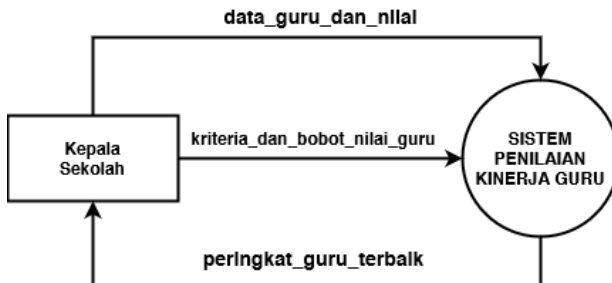 data_guru_dan_nilai
Kepala
Sekolah
kriteria_dan_bobot_nilai_guru
SISTEM
PENILAIAN
KINERJA GURU
peringkat_guru_terbaik